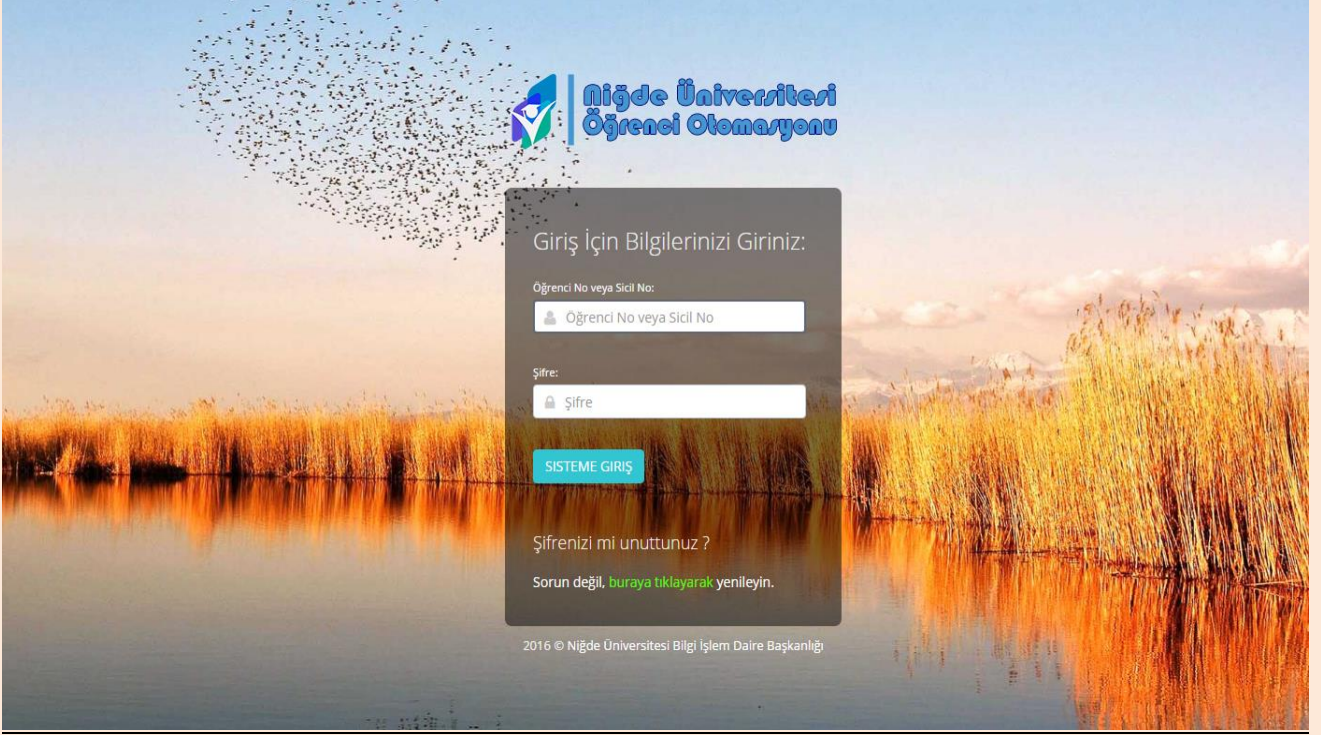 Niğde Üniversitesi
Öğrenci Otomasyonu
Giriş İçin Bilgilerinizi Giriniz:
Öğrenci No veya Sicil No:
Öğrenci No veya Sicil No
Şifre:
Şifre
SISTEME GIRIŞ
Şifrenizi mi unuttunuz ?
Sorun değil, buraya tıklayarak yenileyin.
2016 © Niğde Üniversitesi Bilgi İşlem Daire Başkanlığı